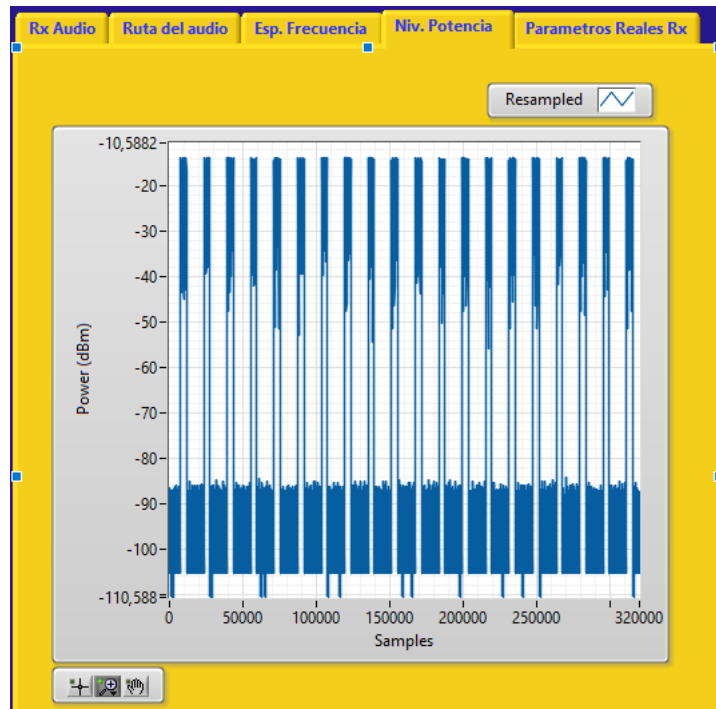 Rx Audio Ruta del audio Esp. Frecuencia Niv. Potencia Parametros Reales Rx
Resampled
-10,5882
-20
-30
-40
-50
-60
-70
-80
-90
-100
-110,588
Power (dBm)
0 50000 100000 150000 200000 250000 320000
Samples